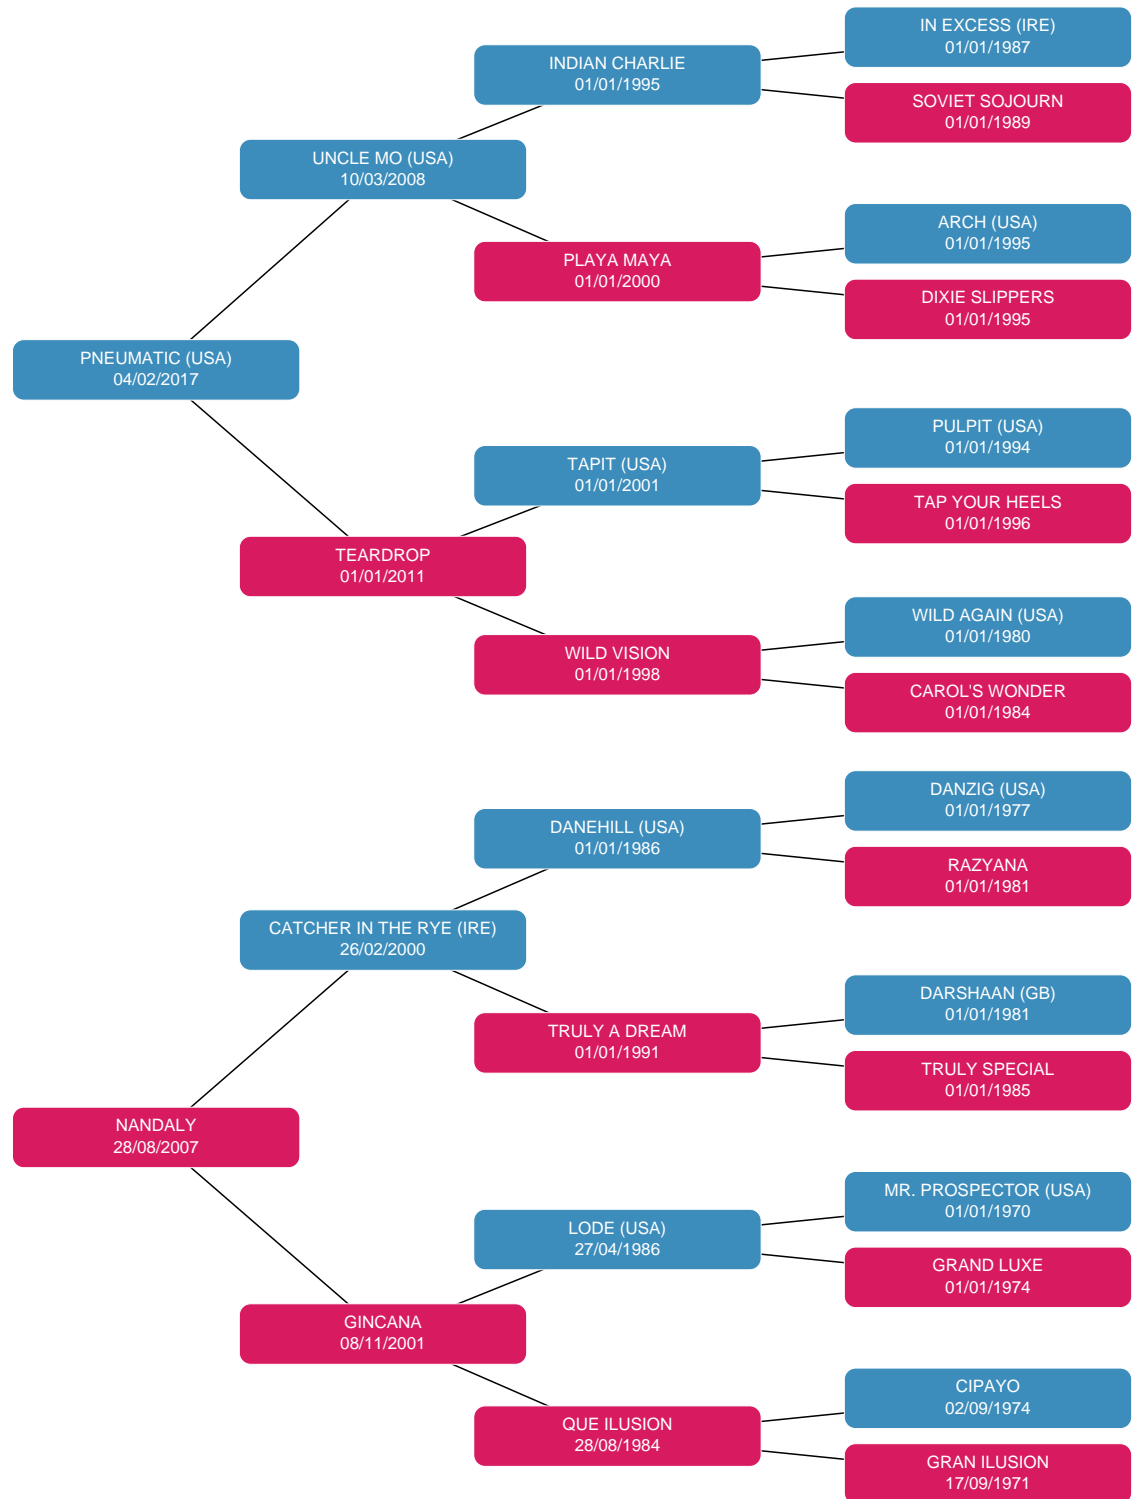 IN EXCESS (IRE)
01/01/1987
INDIAN CHARLIE
01/01/1995
SOVIET SOJOURN
01/01/1989
UNCLE MO (USA)
10/03/2008
ARCH (USA)
01/01/1995
PLAYA MAYA
01/01/2000
DIXIE SLIPPERS
01/01/1995
PNEUMATIC (USA)
04/02/2017
PULPIT (USA)
01/01/1994
TAPIT (USA)
01/01/2001
TAP YOUR HEELS
01/01/1996
TEARDROP
01/01/2011
WILD AGAIN (USA)
01/01/1980
WILD VISION
01/01/1998
CAROL'S WONDER
01/01/1984
DANZIG (USA)
01/01/1977
DANEHILL (USA)
01/01/1986
RAZYANA
01/01/1981
CATCHER IN THE RYE (IRE)
26/02/2000
DARSHAAN (GB)
01/01/1981
TRULY A DREAM
01/01/1991
TRULY SPECIAL
01/01/1985
NANDALY
28/08/2007
MR. PROSPECTOR (USA)
01/01/1970
LODE (USA)
27/04/1986
GRAND LUXE
01/01/1974
GINCANA
08/11/2001
CIPAYO
02/09/1974
QUE ILUSION
28/08/1984
GRAN ILUSION
17/09/1971